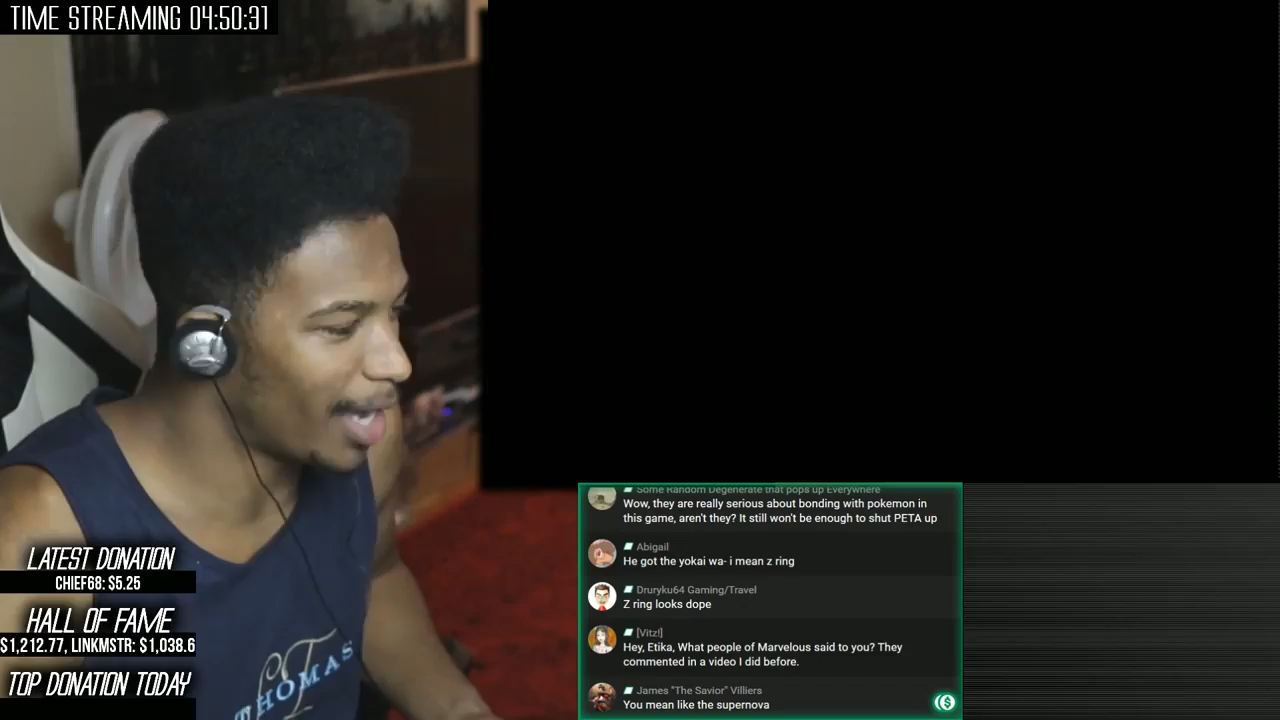 TIME STREAMING 04:50:31
LATEST DONATION
CHIEF68: $5.25
HALL OF FAME
$1,212.77, LINKMSTR: $1,038.6
TOP DONATION TODAY
THOMAS
Some Random Degenerate that pops up Everywhere
Wow, they are really serious about bonding with pokemon in
this game, aren't they? It still won't be enough to shut PETA up
Abigail
He got the yokai wa- i mean z ring
Druryku64 Gaming/Travel
Z ring looks dope
[Vitz!]
Hey, Etika, What people of Marvelous said to you? They
commented in a video I did before.
James "The Savior" Villiers
You mean like the supernova